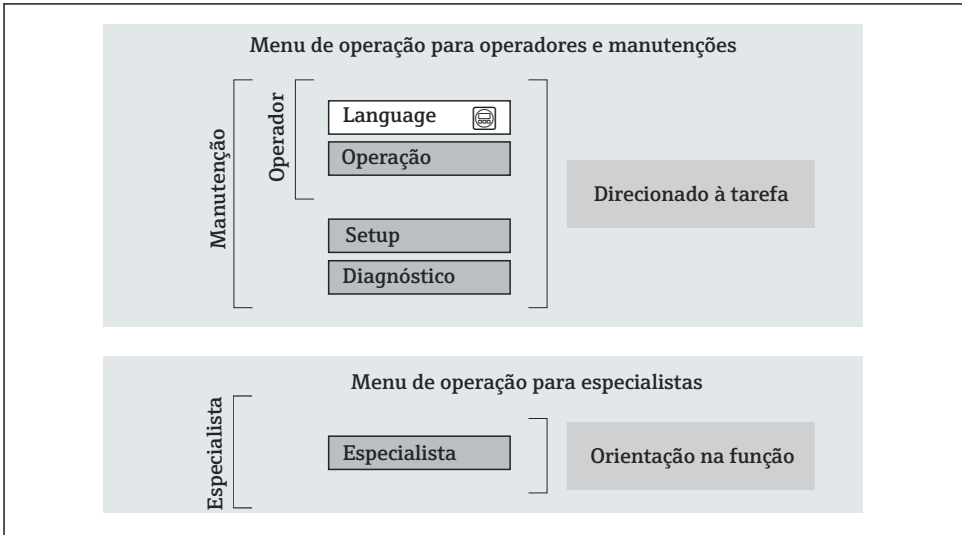 Menu de operação para operadores e manutenções
Manutenção
Operador
Language
Operação
Setup
Diagnóstico
Direcionado à tarefa
Menu de operação para especialistas
Especialista
Especialista
Orientação na função